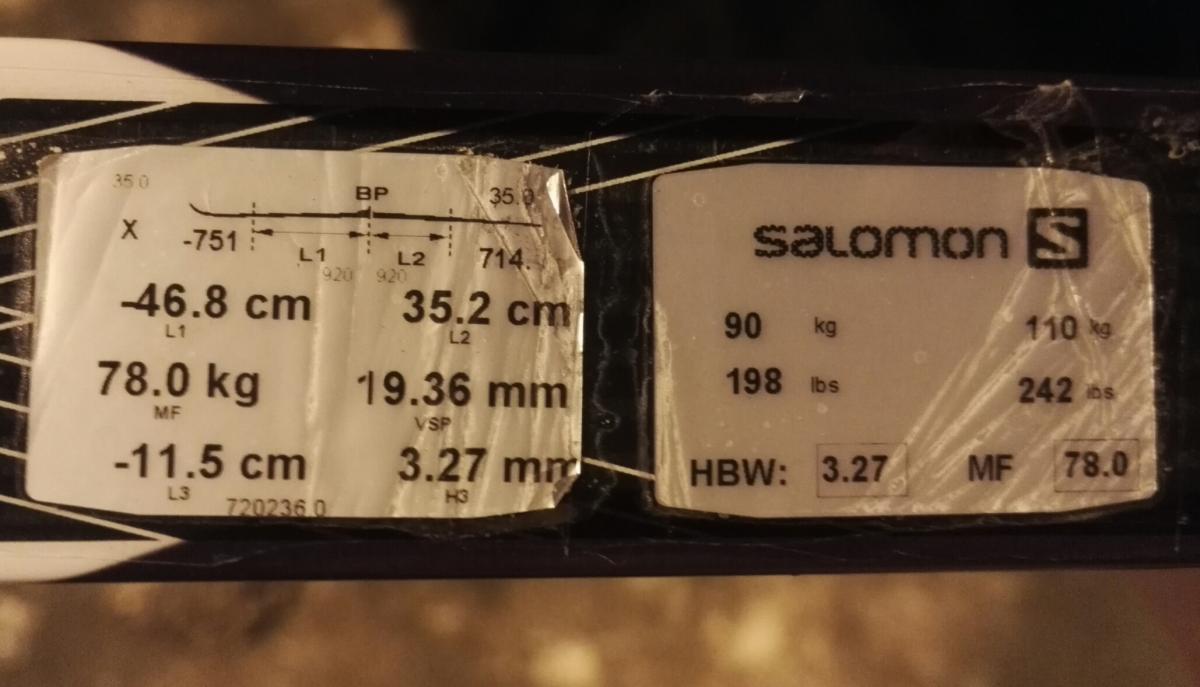 35.0 BP 35.0
X -751 L1 L2 714.
920 920
-46.8 cm 35.2 cm
L1 L2
78.0 kg 19.36 mm
MF VSP
-11.5 cm 3.27 mm
L3 H3
720236.0
salomon S
90 kg 110 kg
198 lbs 242 lbs
HBW: 3.27 MF 78.0